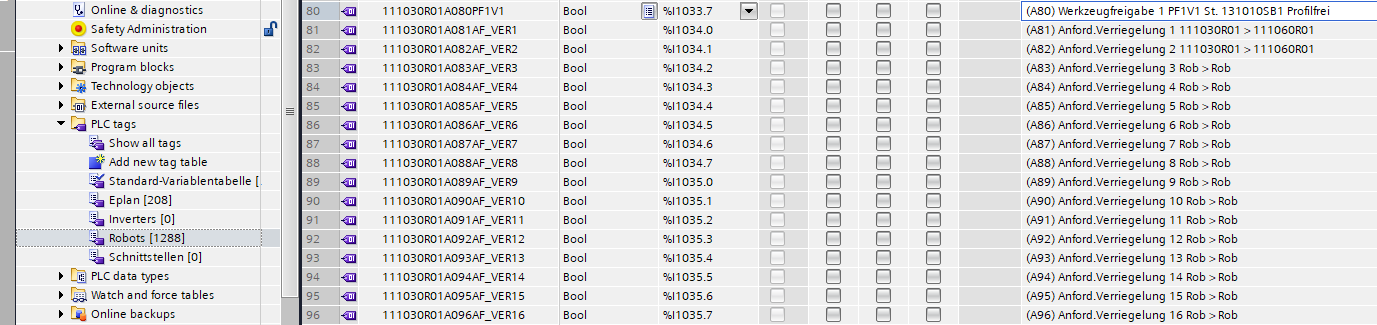 Online & diagnostics
Safety Administration
Software units
Program blocks
Technology objects
External source files
PLC tags
Show all tags
Add new tag table
Standard-Variablentabelle [
Eplan [208]
Inverters [0]
Robots [1288]
Schnittstellen [0]
PLC data types
Watch and force tables
Online backups
80 111030R01A080PF1V1 Bool %I1033.7 (A80) Werkzeugfreigabe 1 PF1V1 St. 131010SB1 Profilfrei
81 111030R01A081AF_VER1 Bool %I1034.0 (A81) Anford.Verriegelung 1 111030R01 > 111060R01
82 111030R01A082AF_VER2 Bool %I1034.1 (A82) Anford.Verriegelung 2 111030R01 > 111060R01
83 111030R01A083AF_VER3 Bool %I1034.2 (A83) Anford.Verriegelung 3 Rob > Rob
84 111030R01A084AF_VER4 Bool %I1034.3 (A84) Anford.Verriegelung 4 Rob > Rob
85 111030R01A085AF_VER5 Bool %I1034.4 (A85) Anford.Verriegelung 5 Rob > Rob
86 111030R01A086AF_VER6 Bool %I1034.5 (A86) Anford.Verriegelung 6 Rob > Rob
87 111030R01A087AF_VER7 Bool %I1034.6 (A87) Anford.Verriegelung 7 Rob > Rob
88 111030R01A088AF_VER8 Bool %I1034.7 (A88) Anford.Verriegelung 8 Rob > Rob
89 111030R01A089AF_VER9 Bool %I1035.0 (A89) Anford.Verriegelung 9 Rob > Rob
90 111030R01A090AF_VER10 Bool %I1035.1 (A90) Anford.Verriegelung 10 Rob > Rob
91 111030R01A091AF_VER11 Bool %I1035.2 (A91) Anford.Verriegelung 11 Rob > Rob
92 111030R01A092AF_VER12 Bool %I1035.3 (A92) Anford.Verriegelung 12 Rob > Rob
93 111030R01A093AF_VER13 Bool %I1035.4 (A93) Anford.Verriegelung 13 Rob > Rob
94 111030R01A094AF_VER14 Bool %I1035.5 (A94) Anford.Verriegelung 14 Rob > Rob
95 111030R01A095AF_VER15 Bool %I1035.6 (A95) Anford.Verriegelung 15 Rob > Rob
96 111030R01A096AF_VER16 Bool %I1035.7 (A96) Anford.Verriegelung 16 Rob > Rob